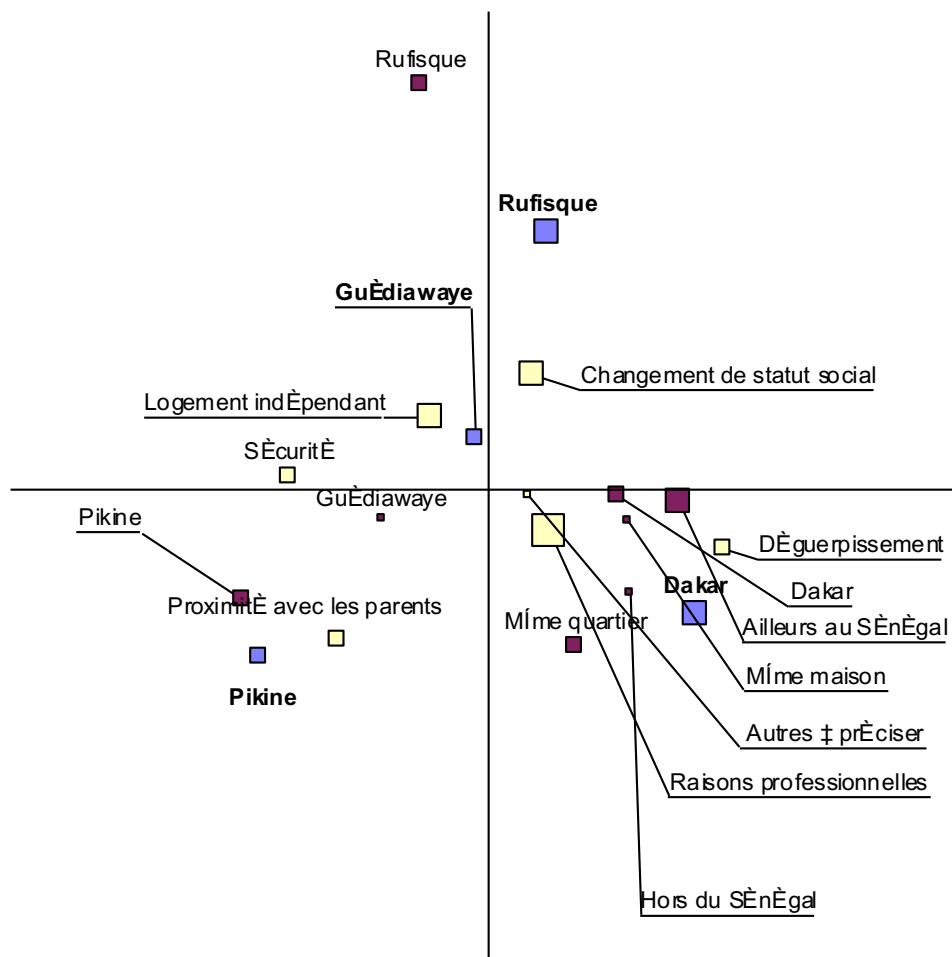 Rufisque
Rufisque
GuÈdiawaye
Changement de statut social
Logement indÈpendant
SÈcuritÈ
GuÈdiawaye
Pikine
DÈguerpissement
Dakar
Dakar
ProximitÈ avec les parents
MÍme quartier
Ailleurs au SÈnÈgal
MÍme maison
Pikine
Autres ‡ prÈciser
Raisons professionnelles
Hors du SÈnÈgal